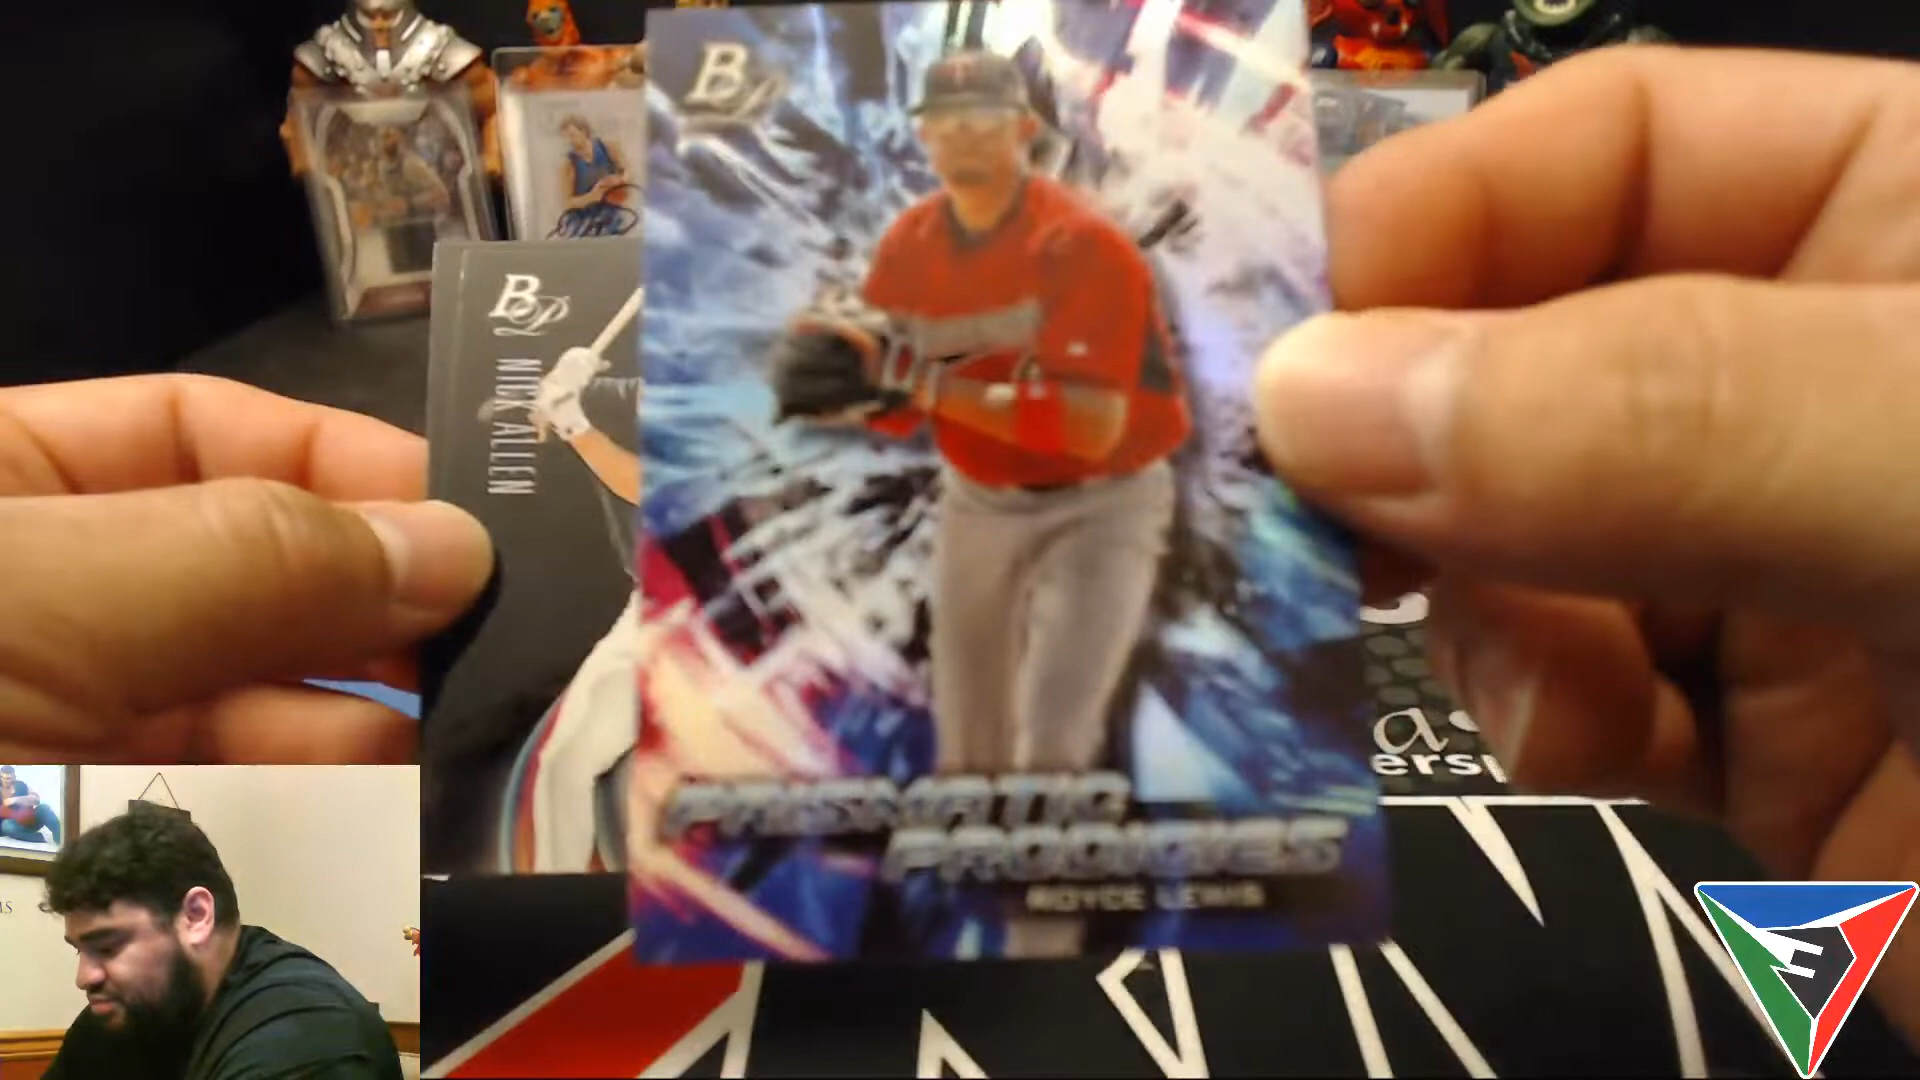 BP
BP
NICK ALLEN
PRISMATIC
PRODIGIES
ROYCE LEWIS